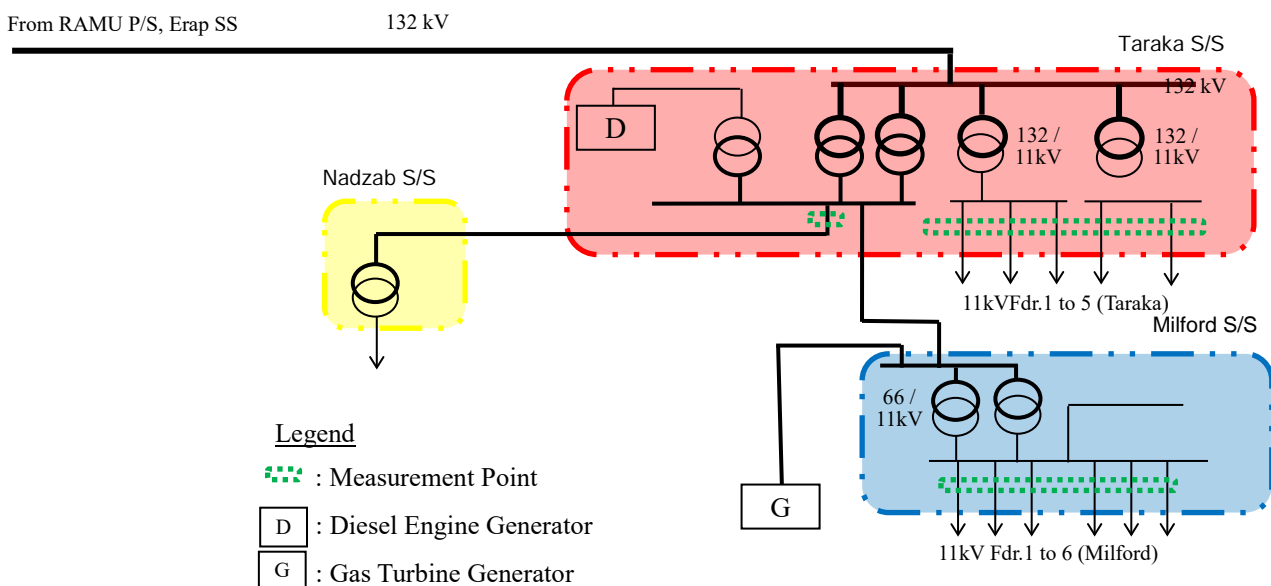 From RAMU P/S, Erap SS
132 kV
Taraka S/S
132 kV
D
132 /
11kV
132 /
11kV
Nadzab S/S
11kVFdr.1 to 5 (Taraka)
Milford S/S
66 /
11kV
Legend
: Measurement Point
G
D : Diesel Engine Generator
11kV Fdr.1 to 6 (Milford)
G : Gas Turbine Generator